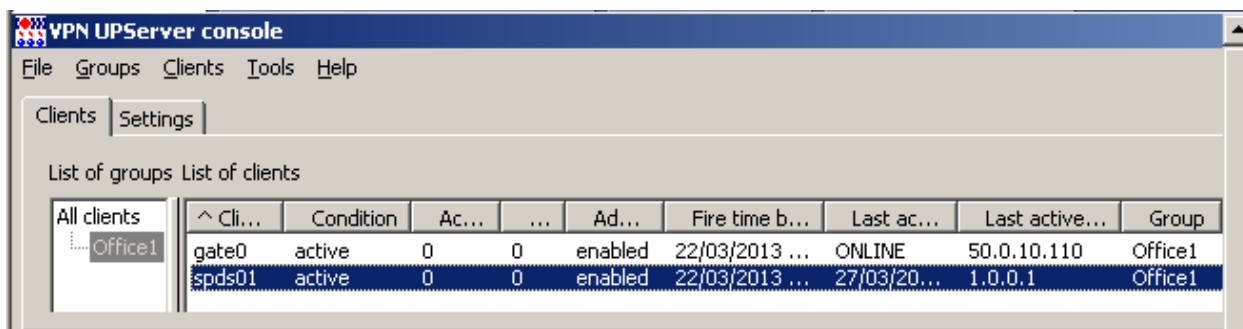 VPN UPServer console
File Groups Clients Tools Help
Clients Settings
List of groups List of clients
All clients ^ Cli... Condition Ac... ... Ad... Fire time b... Last ac... Last active... Group
Office1 gate0 active 0 0 enabled 22/03/2013 ... ONLINE 50.0.10.110 Office1
spds01 active 0 0 enabled 22/03/2013 ... 27/03/20... 1.0.0.1 Office1